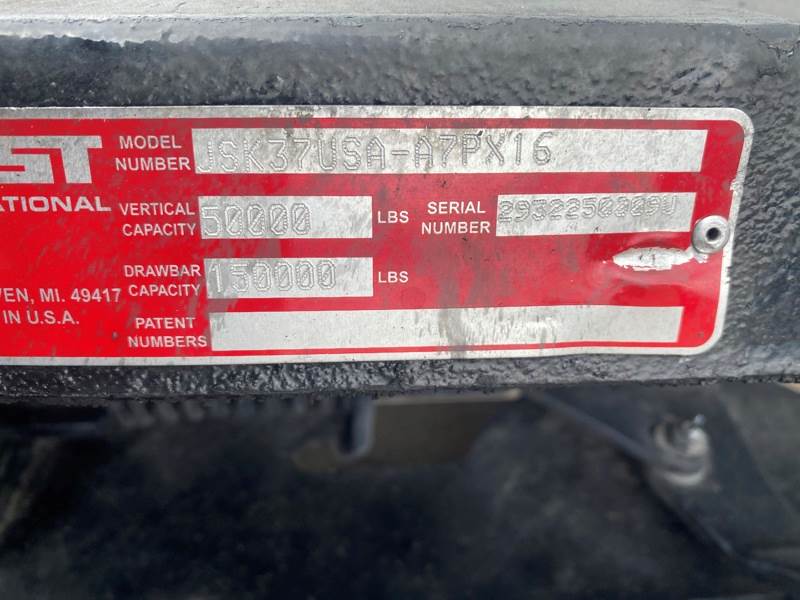 ST
ATIONAL
VEN, MI. 49417
IN U.S.A.
MODEL NUMBER JSK37USA-A7PX16
VERTICAL CAPACITY 50000 LBS
SERIAL NUMBER
DRAWBAR CAPACITY 150000 LBS
PATENT NUMBERS